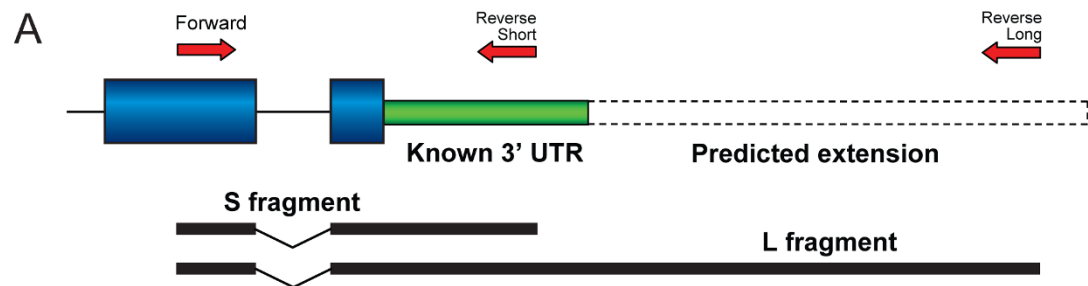 A
Forward
Reverse
Short
Reverse
Long
Known 3' UTR
Predicted extension
S fragment
L fragment